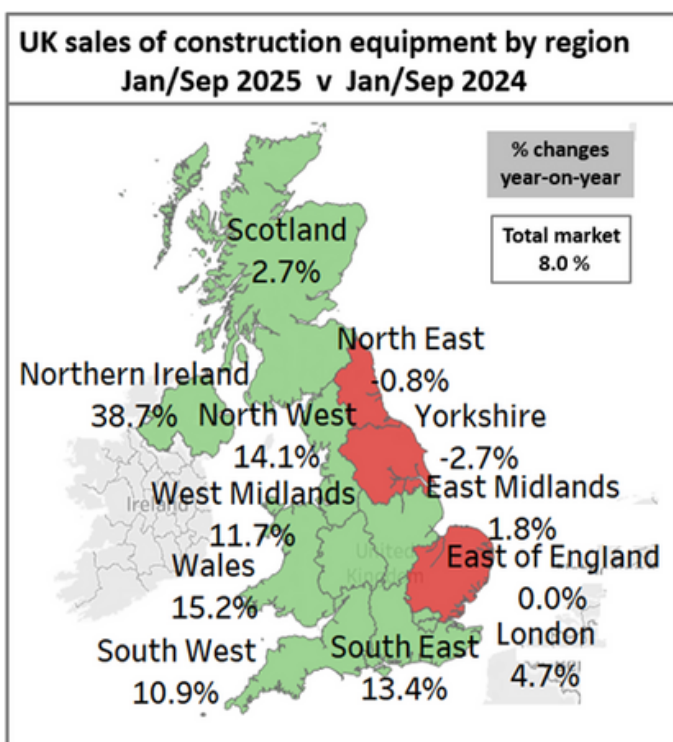 UK sales of construction equipment by region
Jan/Sep 2025 v Jan/Sep 2024
% changes
year-on-year
Total market
8.0 %
Scotland
2.7%
North East
-0.8%
Northern Ireland
38.7%
North West
14.1%
Yorkshire
-2.7%
West Midlands
11.7%
East Midlands
1.8%
Ireland
United
Kingdom
Wales
15.2%
East of England
0.0%
South West
10.9%
South East
13.4%
London
4.7%